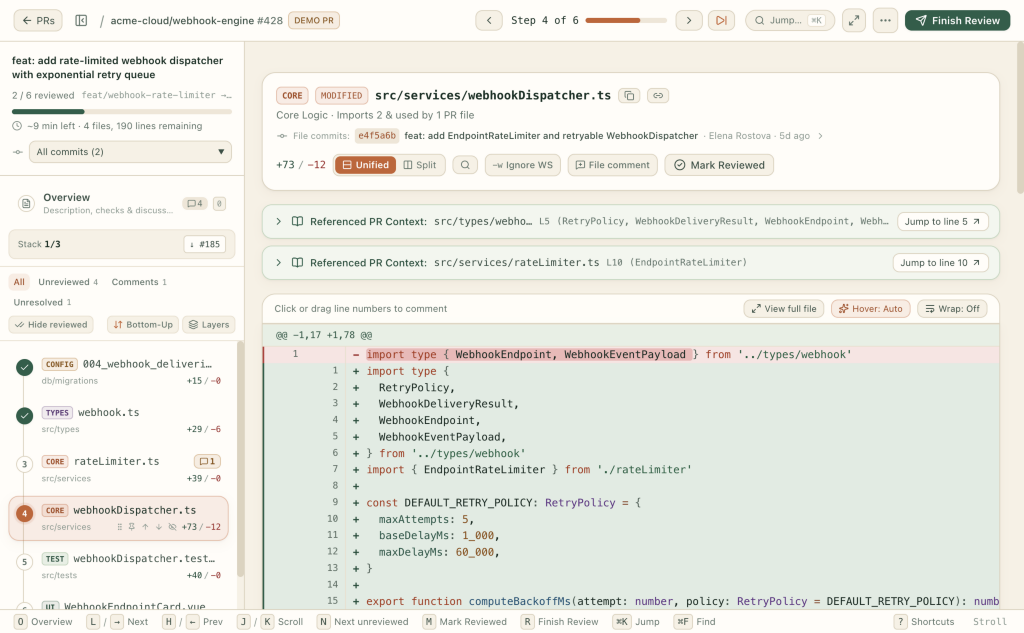 PRs / acme-cloud/webhook-engine #428 DEMO PR Step 4 of 6 Jump... ⌘K ··· Finish Review
feat: add rate-limited webhook dispatcher
with exponential retry queue
2 / 6 reviewed feat/webhook-rate-limiter →…
~9 min left · 4 files, 190 lines remaining
All commits (2)
Overview
Description, checks & discuss… 4 0
Stack 1/3 ↓ #185
All Unreviewed 4 Comments 1
Unresolved 1
Hide reviewed Bottom-Up Layers
CONFIG 004_webhook_deliveri…
db/migrations +15 / −0
TYPES webhook.ts
src/types +29 / −6
3 CORE rateLimiter.ts 1
src/services +39 / −0
4 CORE webhookDispatcher.ts
src/services +73 / −12
5 TEST webhookDispatcher.test…
src/tests +40 / −0
6 UI WebhookEndpointCard.vue
CORE MODIFIED src/services/webhookDispatcher.ts
Core Logic · Imports 2 & used by 1 PR file
File commits: e4f5a6b feat: add EndpointRateLimiter and retryable WebhookDispatcher · Elena Rostova · 5d ago
+73 / −12 Unified Split ~w Ignore WS File comment Mark Reviewed
Referenced PR Context: src/types/webho… L5 (RetryPolicy, WebhookDeliveryResult, WebhookEndpoint, Webh… Jump to line 5
Referenced PR Context: src/services/rateLimiter.ts L10 (EndpointRateLimiter) Jump to line 10
Click or drag line numbers to comment View full file Hover: Auto Wrap: Off
@@ −1,17 +1,78 @@
1 − import type { WebhookEndpoint, WebhookEventPayload } from '../types/webhook'
1 + import type {
2 + RetryPolicy,
3 + WebhookDeliveryResult,
4 + WebhookEndpoint,
5 + WebhookEventPayload,
6 + } from '../types/webhook'
7 + import { EndpointRateLimiter } from './rateLimiter'
8 +
9 + const DEFAULT_RETRY_POLICY: RetryPolicy = {
10 + maxAttempts: 5,
11 + baseDelayMs: 1_000,
12 + maxDelayMs: 60_000,
13 + }
14 +
15 + export function computeBackoffMs(attempt: number, policy: RetryPolicy = DEFAULT_RETRY_POLICY): numb
O Overview L / → Next H / ← Prev J / K Scroll N Next unreviewed M Mark Reviewed R Finish Review ⌘K Jump ⌘F Find ? Shortcuts Stroll